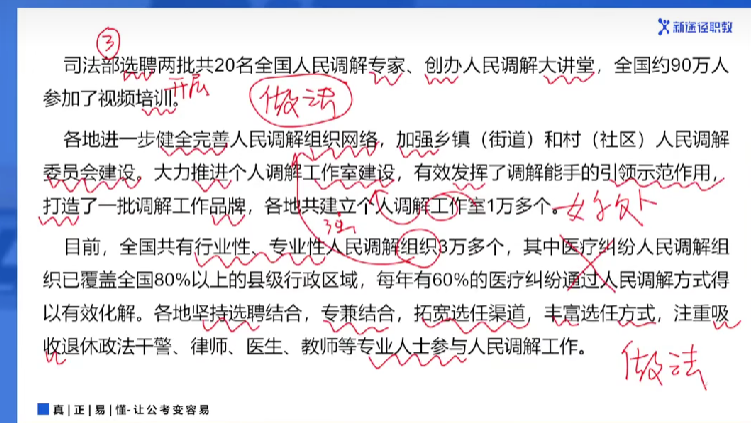 新途径职教
③
司法部选聘两批共20名全国人民调解专家、创办人民调解大讲堂，全国约90万人
参加了视频培训。
开展
做法
各地进一步健全完善人民调解组织网络，加强乡镇（街道）和村（社区）人民调解
委员会建设。大力推进个人调解工作室建设，有效发挥了调解能手的引领示范作用，
打造了一批调解工作品牌，各地共建立个人调解工作室1万多个。
好处
目前，全国共有行业性、专业性人民调解组织3万多个，其中医疗纠纷人民调解组
织已覆盖全国80%以上的县级行政区域，每年有60%的医疗纠纷通过人民调解方式得
以有效化解。各地坚持选聘结合，专兼结合，拓宽选任渠道，丰富选任方式，注重吸
收退休政法干警、律师、医生、教师等专业人士参与人民调解工作。
做法
真|正|易|懂-让公考变容易